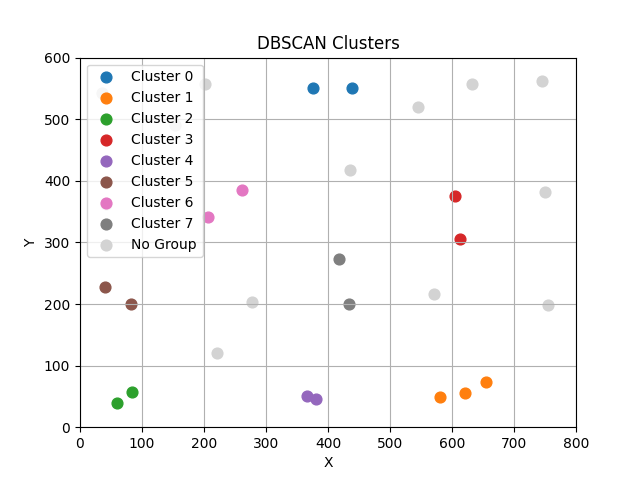 DBSCAN Clusters
600
500
400
300
200
100
0
Y
Cluster 0
Cluster 1
Cluster 2
Cluster 3
Cluster 4
Cluster 5
Cluster 6
Cluster 7
No Group
0 100 200 300 400 500 600 700 800
X